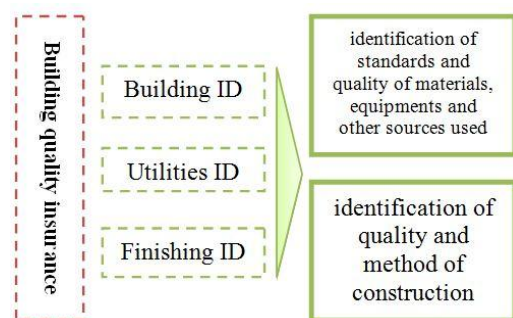 Building quality insurance
Building ID
Utilities ID
Finishing ID
identification of
standards and
quality of materials,
equipments and
other sources used
identification of
quality and
method of
construction